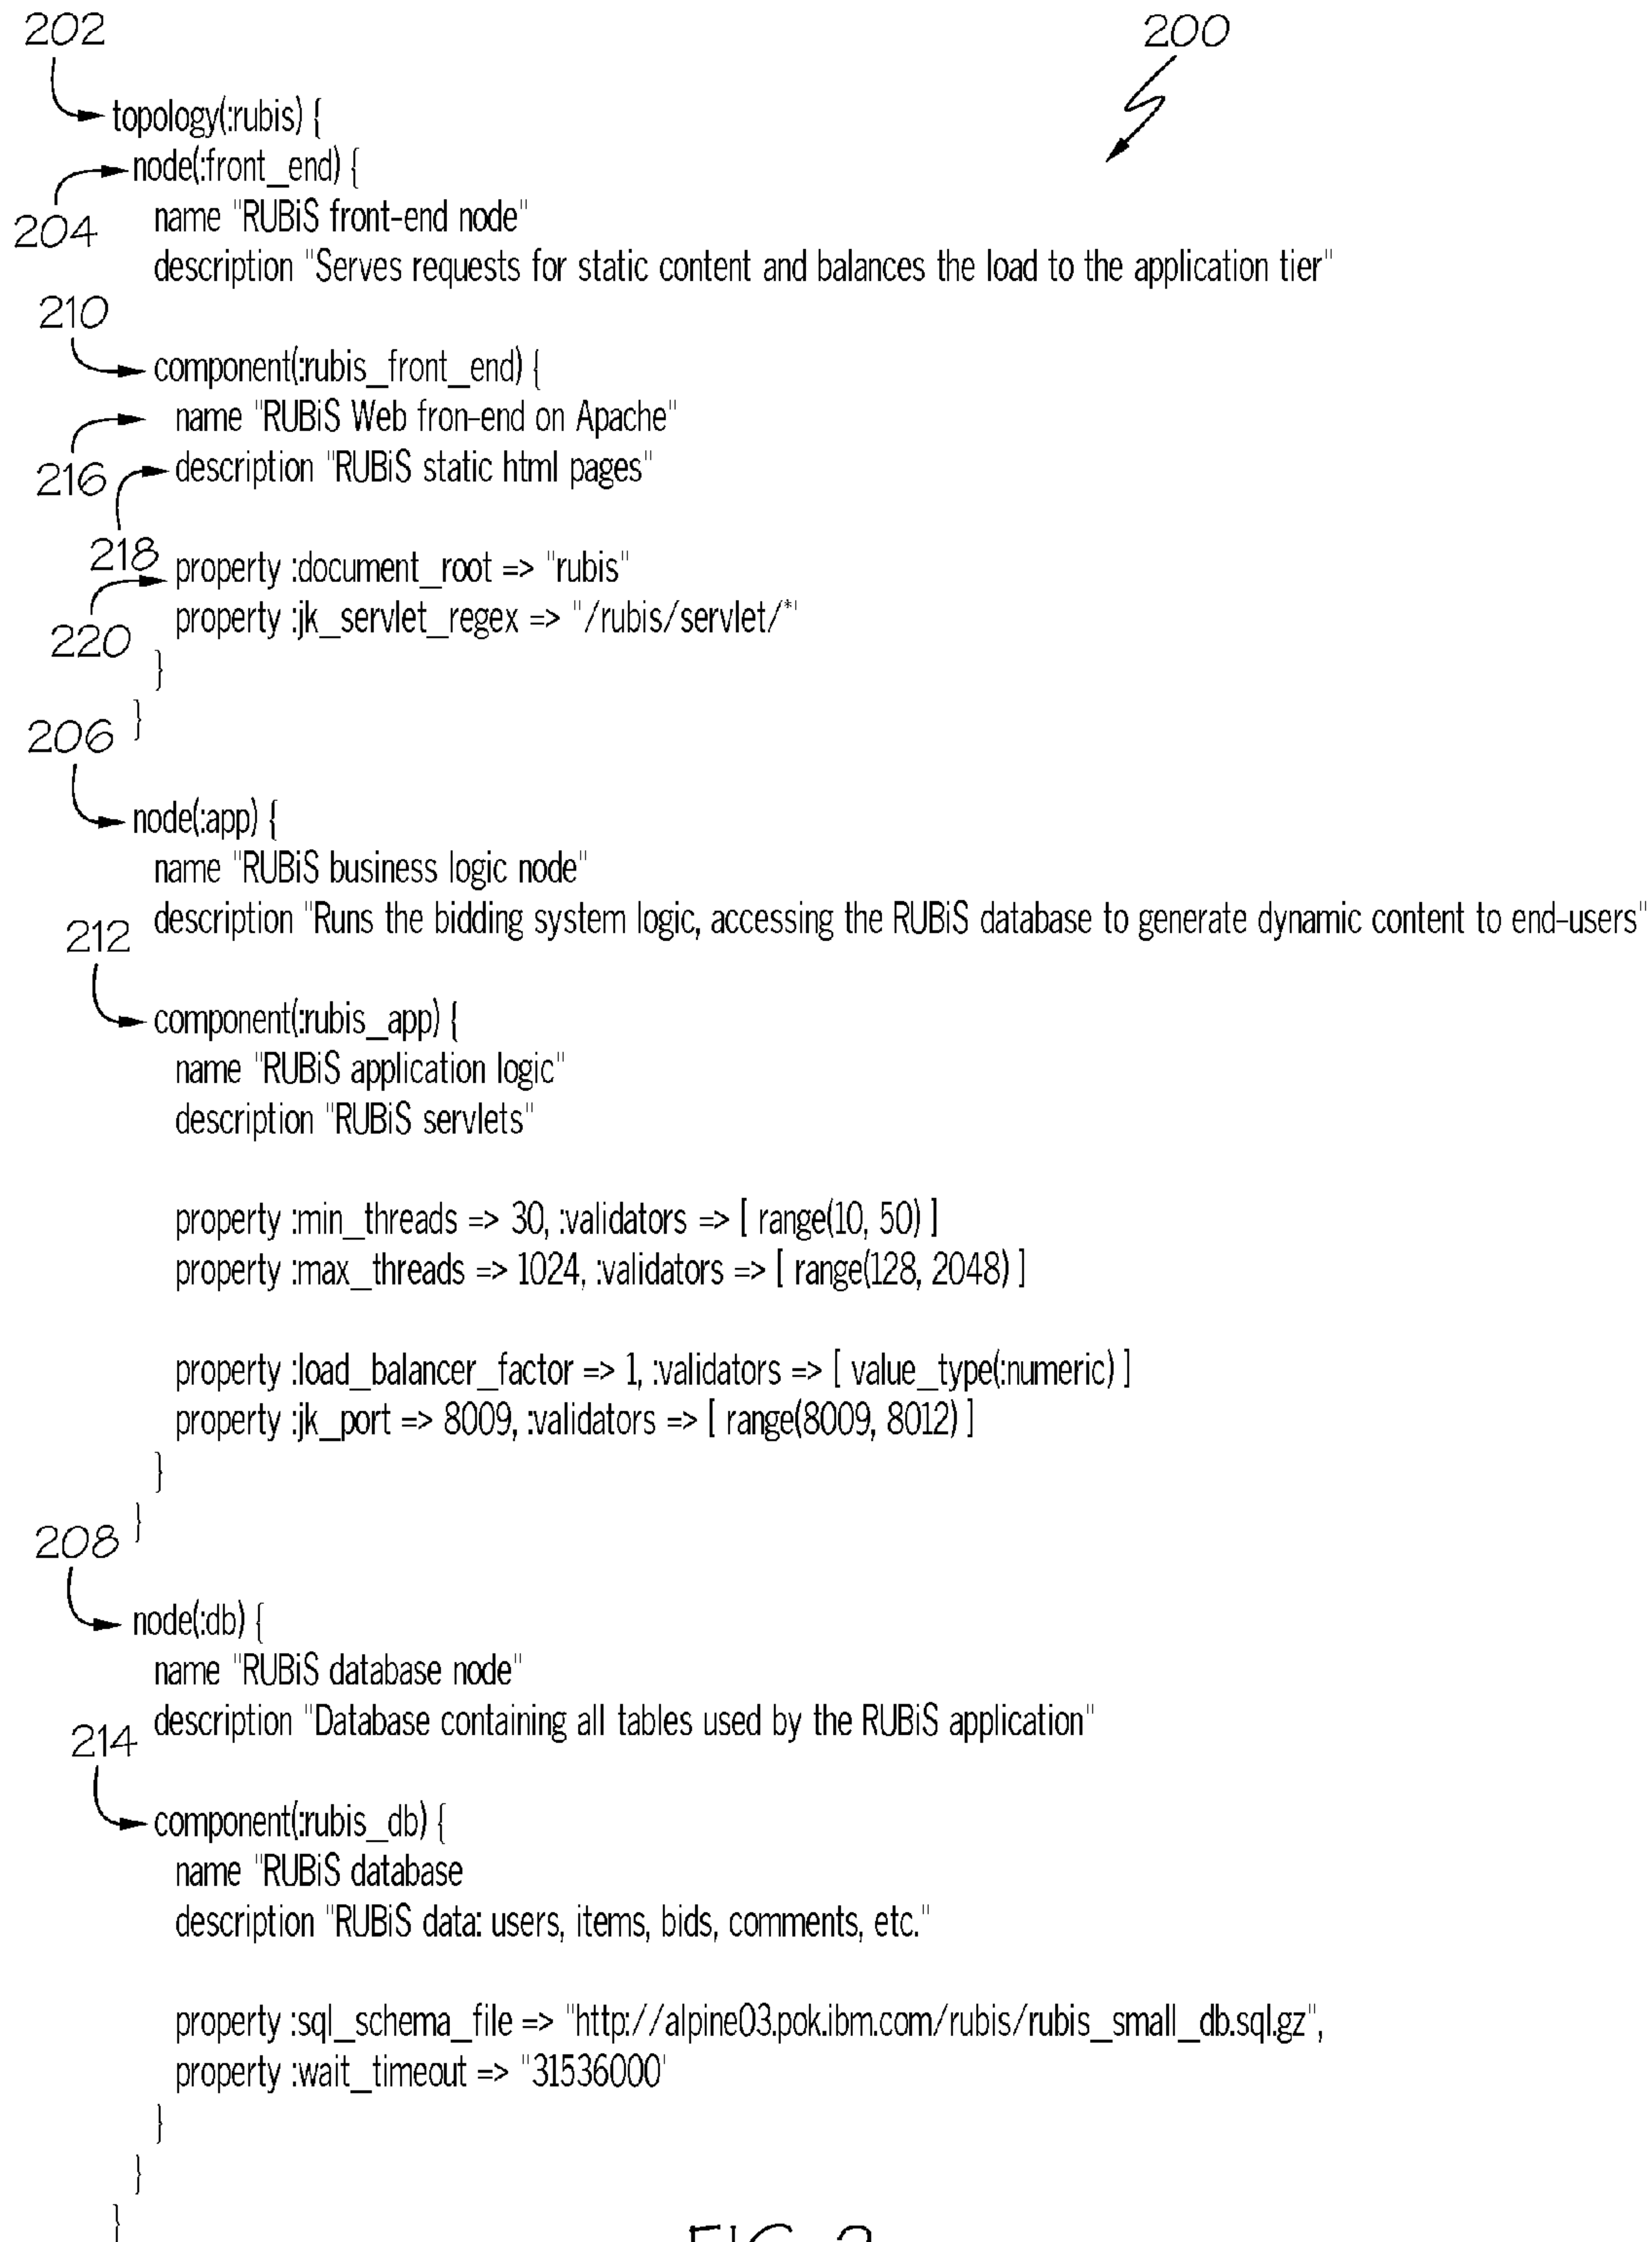 202
200
topology(:rubis) {
node(:front_end) {
204
name "RUBiS front-end node"
description "Serves requests for static content and balances the load to the application tier"
210
component(:rubis_front_end) {
name "RUBiS Web fron-end on Apache"
216
description "RUBiS static html pages"
218
property :document_root => "rubis"
220
property :jk_servlet_regex => "/rubis/servlet/*'
}
}
206
node(:app) {
name "RUBiS business logic node"
description "Runs the bidding system logic, accessing the RUBiS database to generate dynamic content to end-users"
212
component(:rubis_app) {
name "RUBiS application logic"
description "RUBiS servlets"
property :min_threads => 30, :validators => [ range(10, 50) ]
property :max_threads => 1024, :validators => [ range(128, 2048) ]
property :load_balancer_factor => 1, :validators => [ value_type(:numeric) ]
property :jk_port => 8009, :validators => [ range(8009, 8012) ]
}
}
208
node(:db) {
name "RUBiS database node"
description "Database containing all tables used by the RUBiS application"
214
component(:rubis_db) {
name "RUBiS database
description "RUBiS data: users, items, bids, comments, etc."
property :sql_schema_file => "http://alpine03.pok.ibm.com/rubis/rubis_small_db.sql.gz",
property :wait_timeout => "31536000'
}
}
}